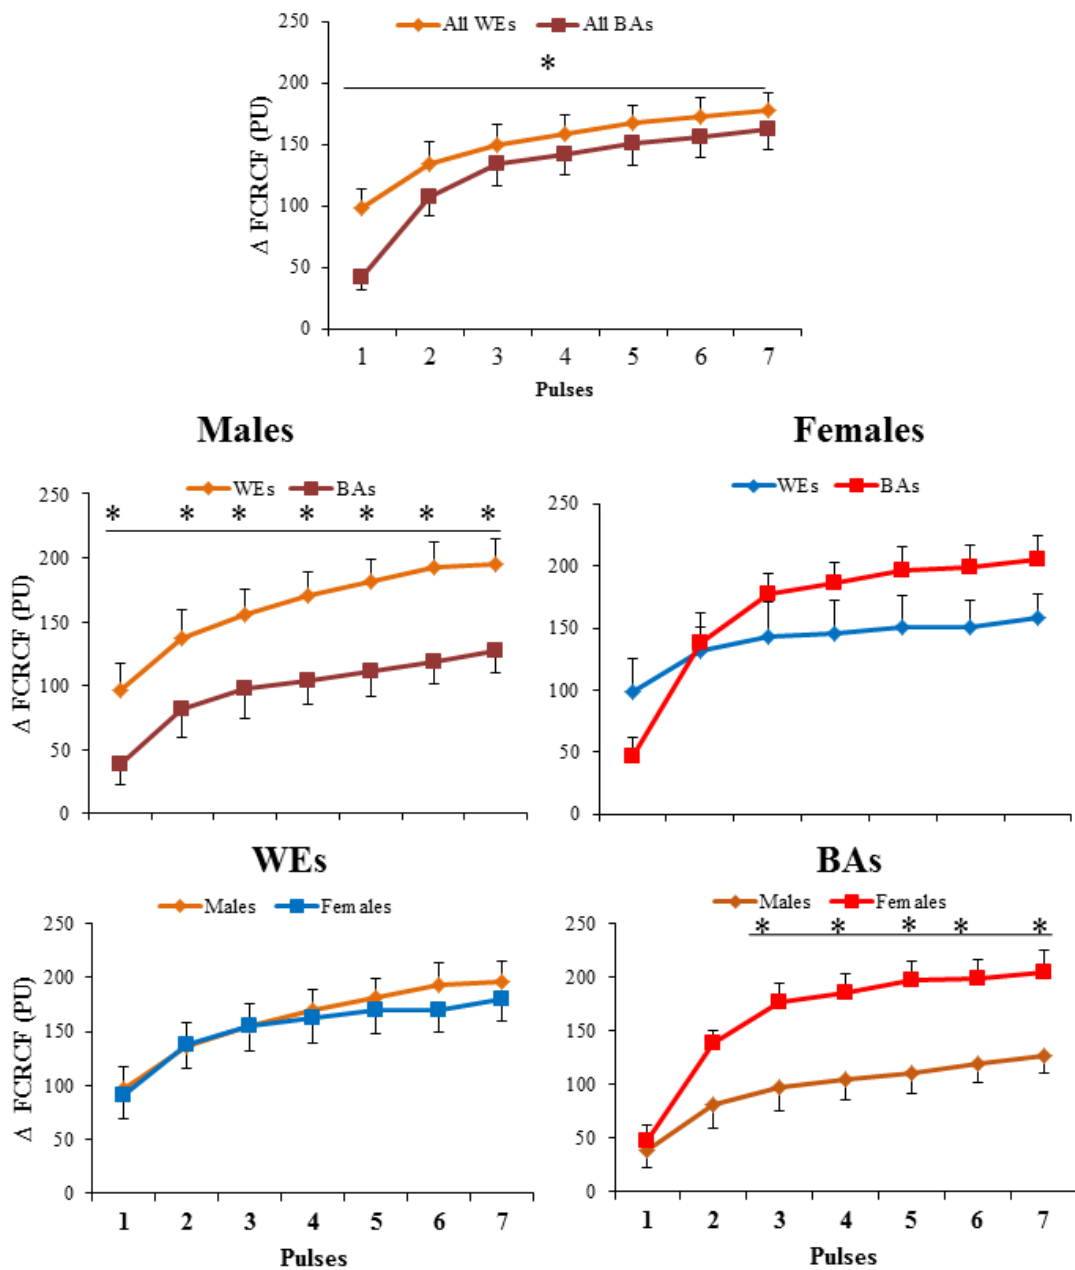 All WEs All BAs
250
*
200
150
100
50
0
Δ FCRCF (PU)
1 2 3 4 5 6 7
Pulses
Males
WEs BAs
250
* * * * * * *
200
150
100
50
0
Δ FCRCF (PU)
Females
WEs BAs
250
200
150
100
50
0
WEs
Males Females
250
200
150
100
50
0
Δ FCRCF (PU)
1 2 3 4 5 6 7
Pulses
BAs
Males Females
250
* * * * *
200
150
100
50
0
1 2 3 4 5 6 7
Pulses